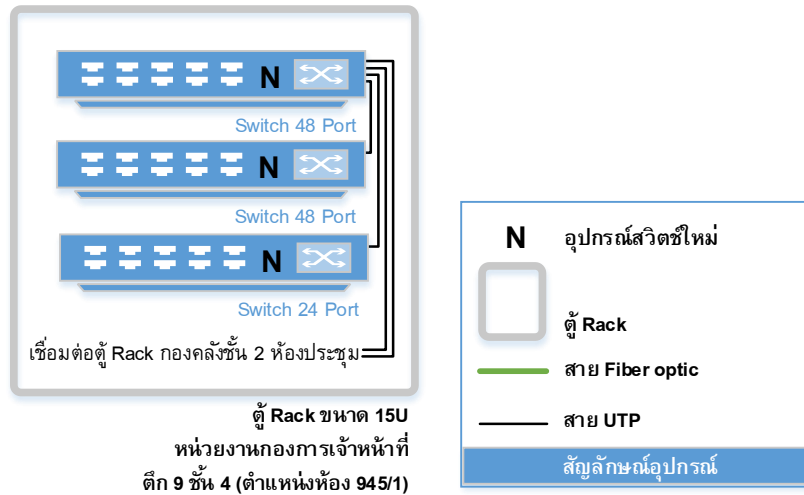 N
Switch 48 Port
N
Switch 48 Port
N
Switch 24 Port
เชื่อมต่อตู้ Rack กองคลังชั้น 2 ห้องประชุม
ตู้ Rack ขนาด 15U
หน่วยงานกองการเจ้าหน้าที่
ตึก 9 ชั้น 4 (ตำแหน่งห้อง 945/1)
N อุปกรณ์สวิตช์ใหม่
ตู้ Rack
สาย Fiber optic
สาย UTP
สัญลักษณ์อุปกรณ์